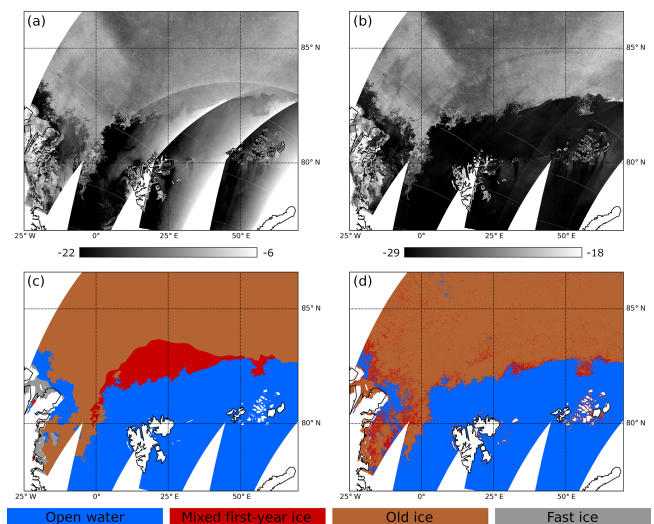 (a)
(b)
85° N
85° N
80° N
80° N
25° W
0°
25° E
50° E
25° W
0°
25° E
50° E
-22
-6
-29
-18
(c)
(d)
85° N
85° N
80° N
80° N
25° W
0°
25° E
50° E
25° W
0°
25° E
50° E
Open water
Mixed first-year ice
Old ice
Fast ice